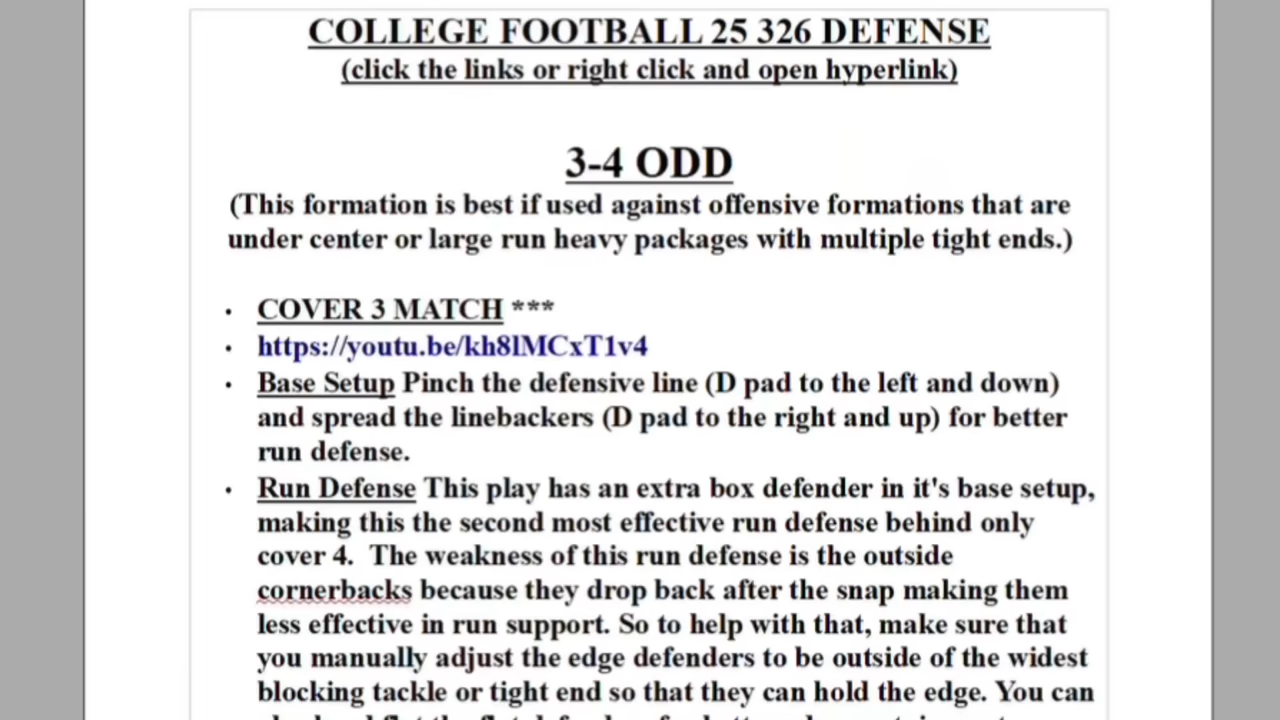 COLLEGE FOOTBALL 25 326 DEFENSE
(click the links or right click and open hyperlink)
3-4 ODD
(This formation is best if used against offensive formations that are
under center or large run heavy packages with multiple tight ends.)
• COVER 3 MATCH ***
• https://youtu.be/kh8lMCxT1v4
• Base Setup Pinch the defensive line (D pad to the left and down)
and spread the linebackers (D pad to the right and up) for better
run defense.
• Run Defense This play has an extra box defender in it's base setup,
making this the second most effective run defense behind only
cover 4. The weakness of this run defense is the outside
cornerbacks because they drop back after the snap making them
less effective in run support. So to help with that, make sure that
you manually adjust the edge defenders to be outside of the widest
blocking tackle or tight end so that they can hold the edge. You can